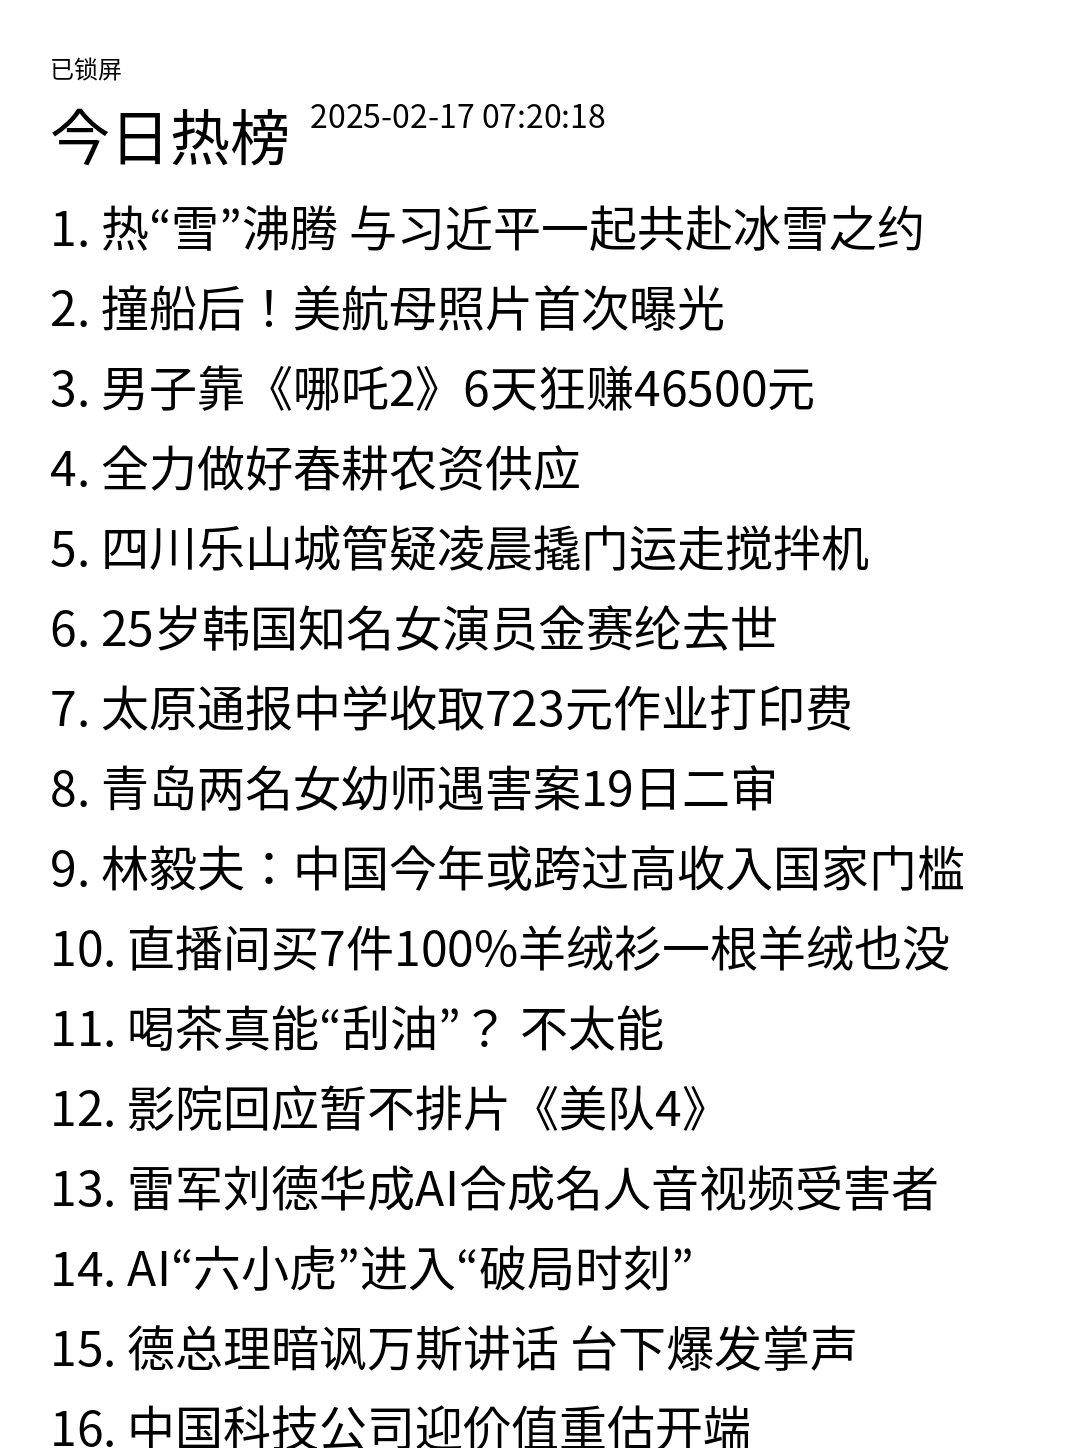 已锁屏
今日热榜 2025-02-17 07:20:18
1. 热“雪”沸腾 与习近平一起共赴冰雪之约
2. 撞船后！美航母照片首次曝光
3. 男子靠《哪吒2》6天狂赚46500元
4. 全力做好春耕农资供应
5. 四川乐山城管疑凌晨撬门运走搅拌机
6. 25岁韩国知名女演员金赛纶去世
7. 太原通报中学收取723元作业打印费
8. 青岛两名女幼师遇害案19日二审
9. 林毅夫：中国今年或跨过高收入国家门槛
10. 直播间买7件100%羊绒衫一根羊绒也没
11. 喝茶真能“刮油”？ 不太能
12. 影院回应暂不排片《美队4》
13. 雷军刘德华成AI合成名人音视频受害者
14. AI“六小虎”进入“破局时刻”
15. 德总理暗讽万斯讲话 台下爆发掌声
16. 中国科技公司迎价值重估开端